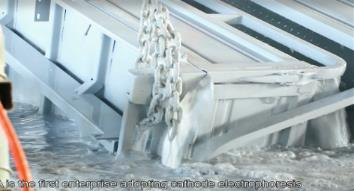 is the first enterprise adopting cathode electrophoresis